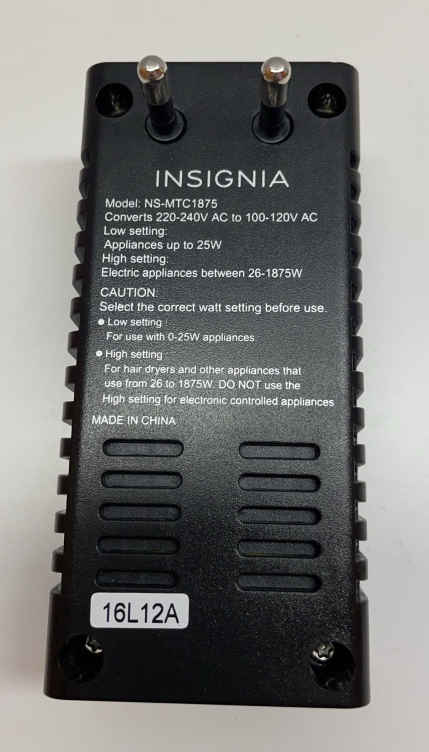 INSIGNIA
Model: NS-MTC1875
Converts 220-240V AC to 100-120V AC
Low setting:
Appliances up to 25W
High setting:
Electric appliances between 26-1875W
CAUTION:
Select the correct watt setting before use.
● Low setting :
For use with 0-25W appliances
● High setting
For hair dryers and other appliances that
use from 26 to 1875W. DO NOT use the
High setting for electronic controlled appliances
MADE IN CHINA
16L12A